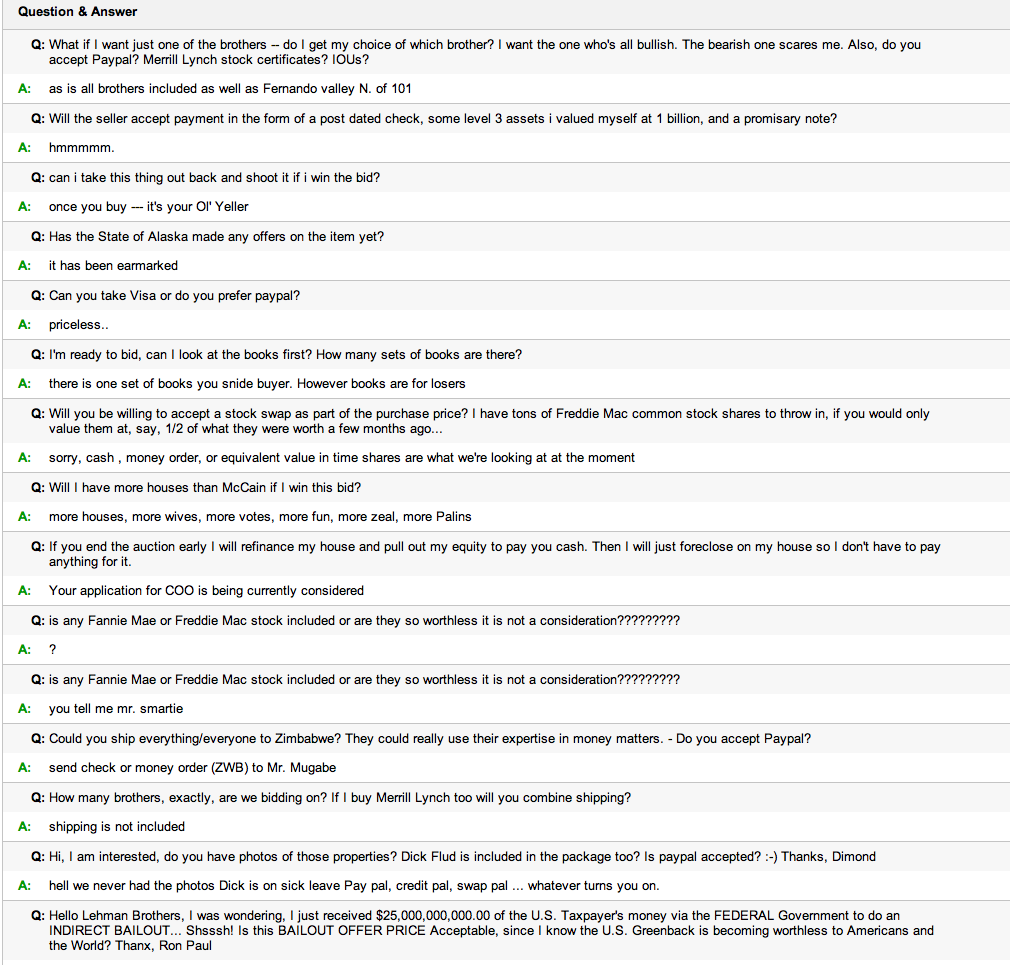 Question & Answer
Q: What if I want just one of the brothers -- do I get my choice of which brother? I want the one who's all bullish. The bearish one scares me. Also, do you
accept Paypal? Merrill Lynch stock certificates? IOUs?
A: as is all brothers included as well as Fernando valley N. of 101
Q: Will the seller accept payment in the form of a post dated check, some level 3 assets i valued myself at 1 billion, and a promisary note?
A: hmmmmm.
Q: can i take this thing out back and shoot it if i win the bid?
A: once you buy --- it's your Ol' Yeller
Q: Has the State of Alaska made any offers on the item yet?
A: it has been earmarked
Q: Can you take Visa or do you prefer paypal?
A: priceless..
Q: I'm ready to bid, can I look at the books first? How many sets of books are there?
A: there is one set of books you snide buyer. However books are for losers
Q: Will you be willing to accept a stock swap as part of the purchase price? I have tons of Freddie Mac common stock shares to throw in, if you would only
value them at, say, 1/2 of what they were worth a few months ago...
A: sorry, cash , money order, or equivalent value in time shares are what we're looking at at the moment
Q: Will I have more houses than McCain if I win this bid?
A: more houses, more wives, more votes, more fun, more zeal, more Palins
Q: If you end the auction early I will refinance my house and pull out my equity to pay you cash. Then I will just foreclose on my house so I don't have to pay
anything for it.
A: Your application for COO is being currently considered
Q: is any Fannie Mae or Freddie Mac stock included or are they so worthless it is not a consideration?????????
A: ?
Q: is any Fannie Mae or Freddie Mac stock included or are they so worthless it is not a consideration?????????
A: you tell me mr. smartie
Q: Could you ship everything/everyone to Zimbabwe? They could really use their expertise in money matters. - Do you accept Paypal?
A: send check or money order (ZWB) to Mr. Mugabe
Q: How many brothers, exactly, are we bidding on? If I buy Merrill Lynch too will you combine shipping?
A: shipping is not included
Q: Hi, I am interested, do you have photos of those properties? Dick Flud is included in the package too? Is paypal accepted? :-) Thanks, Dimond
A: hell we never had the photos Dick is on sick leave Pay pal, credit pal, swap pal ... whatever turns you on.
Q: Hello Lehman Brothers, I was wondering, I just received $25,000,000,000.00 of the U.S. Taxpayer's money via the FEDERAL Government to do an
INDIRECT BAILOUT... Shsssh! Is this BAILOUT OFFER PRICE Acceptable, since I know the U.S. Greenback is becoming worthless to Americans and
the World? Thanx, Ron Paul